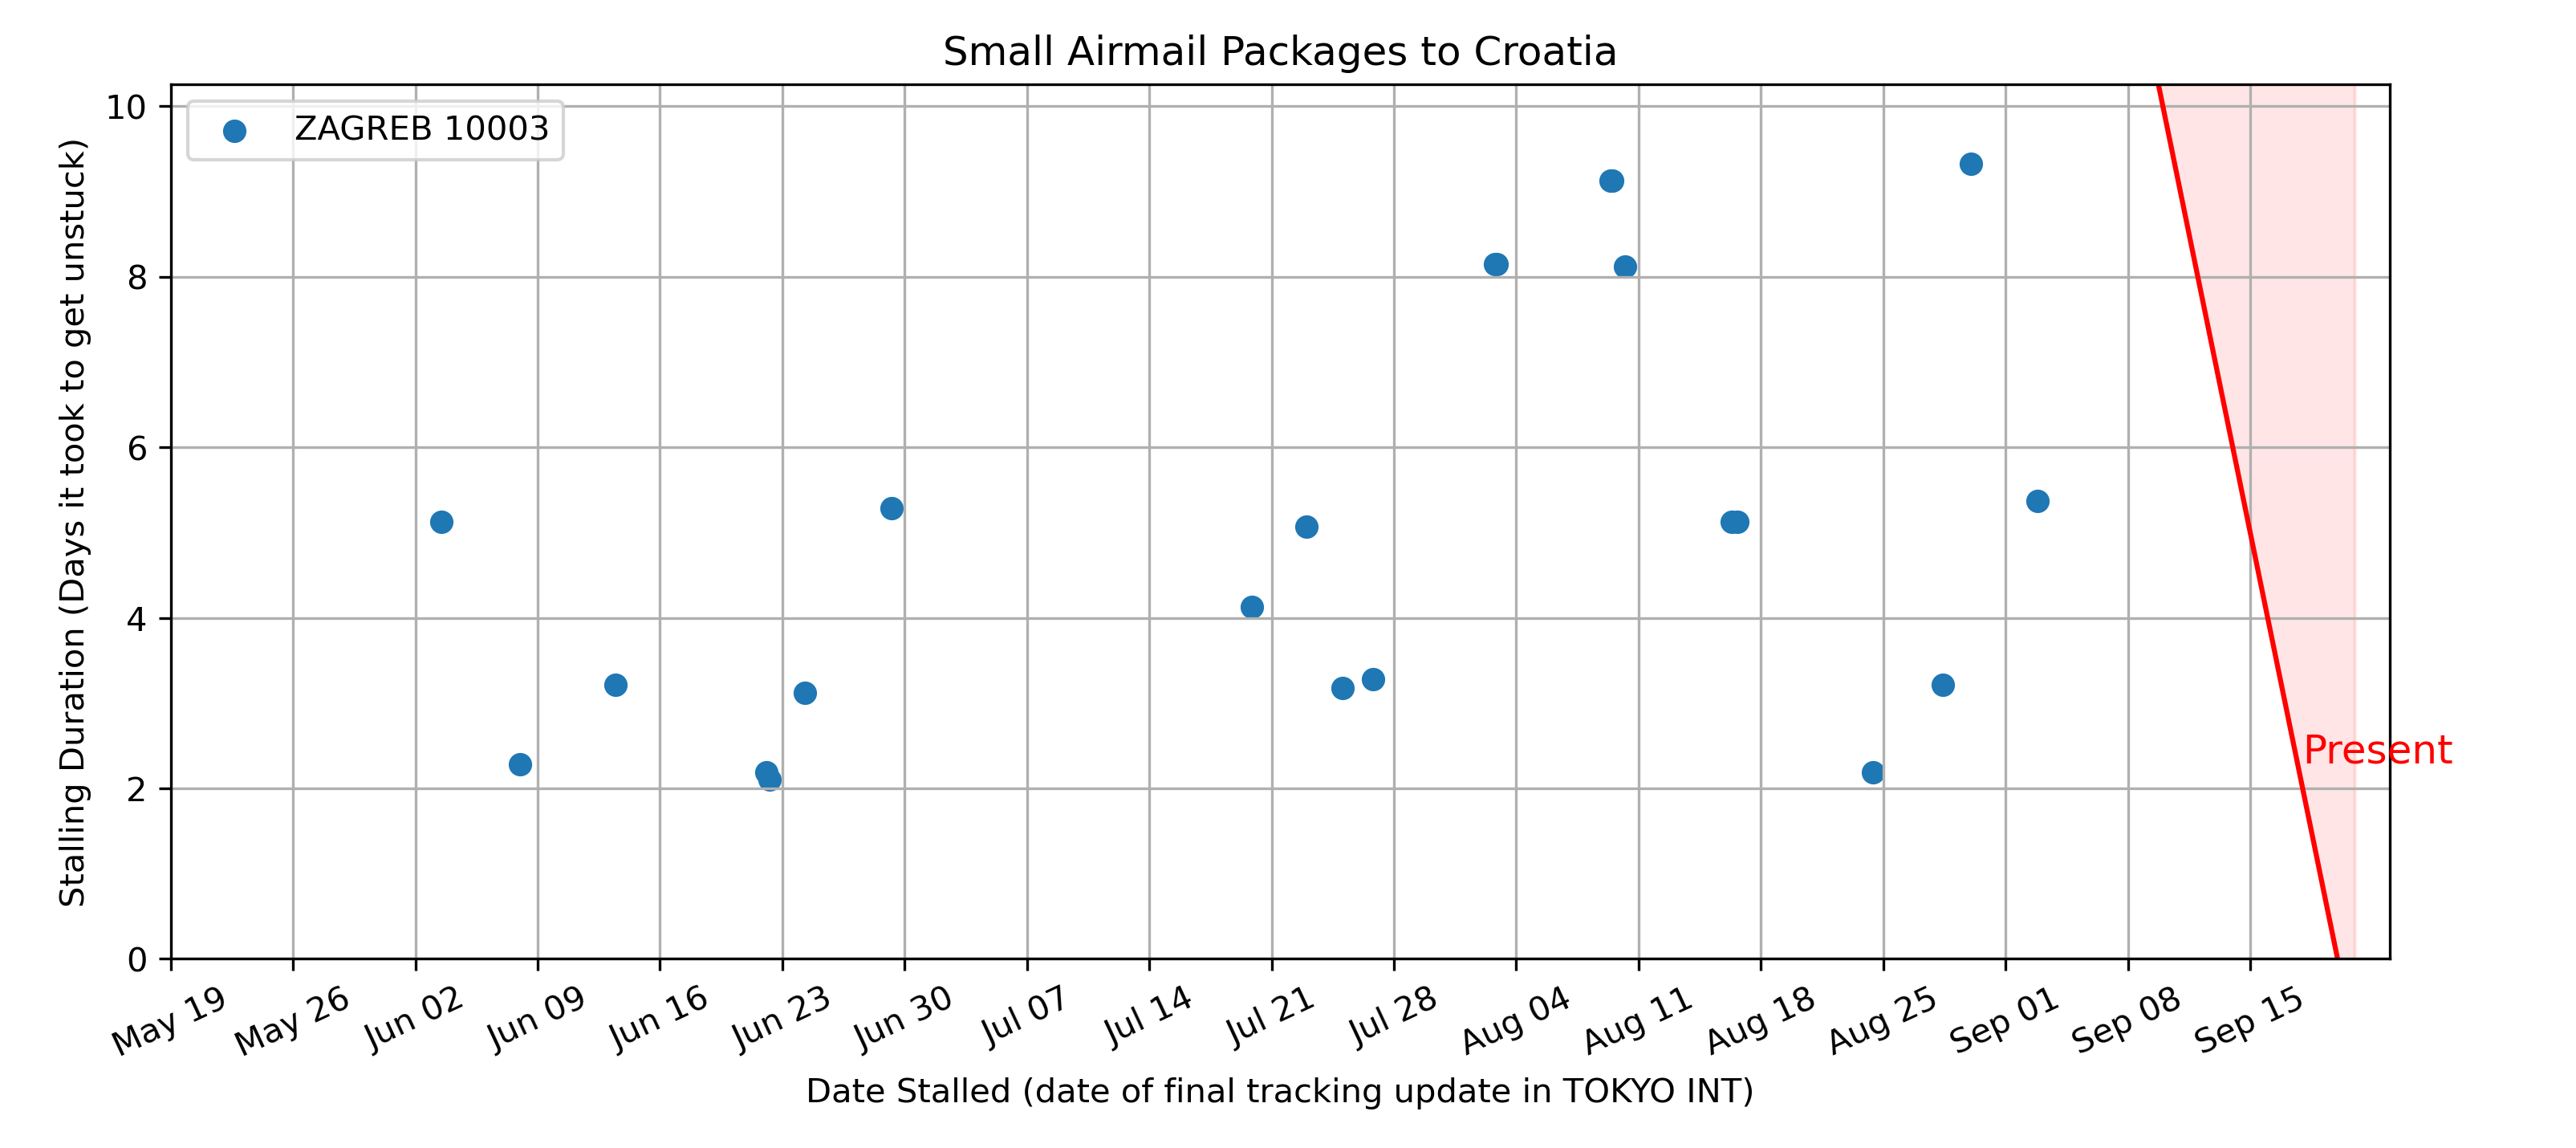 Small Airmail Packages to Croatia
ZAGREB 10003
Stalling Duration (Days it took to get unstuck)
10
8
6
4
2
0
Present
May 19
May 26
Jun 02
Jun 09
Jun 16
Jun 23
Jun 30
Jul 07
Jul 14
Jul 21
Jul 28
Aug 04
Aug 11
Aug 18
Aug 25
Sep 01
Sep 08
Sep 15
Date Stalled (date of final tracking update in TOKYO INT)